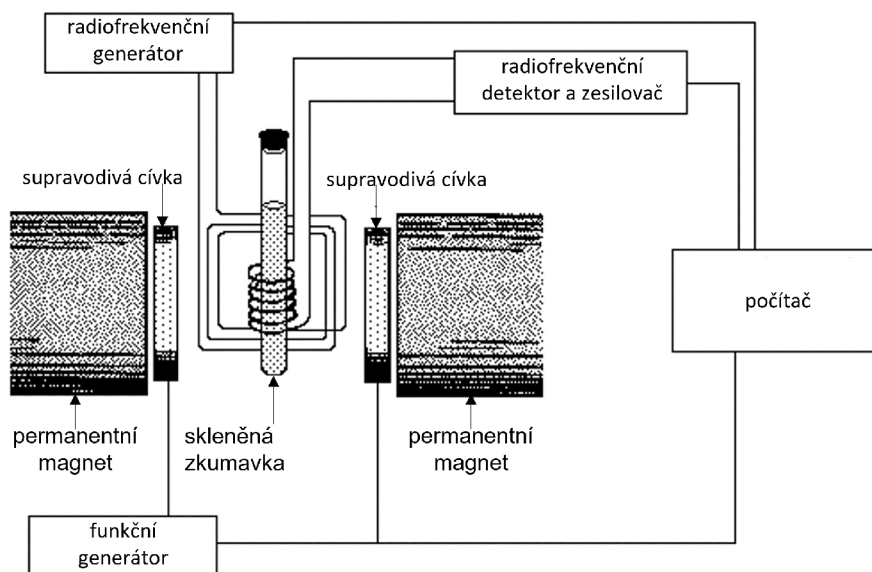 radiofrekvenční
generátor
radiofrekvenční
detektor a zesilovač
supravodivá cívka
supravodivá cívka
počítač
permanentní
magnet
skleněná
zkumavka
permanentní
magnet
funkční
generátor